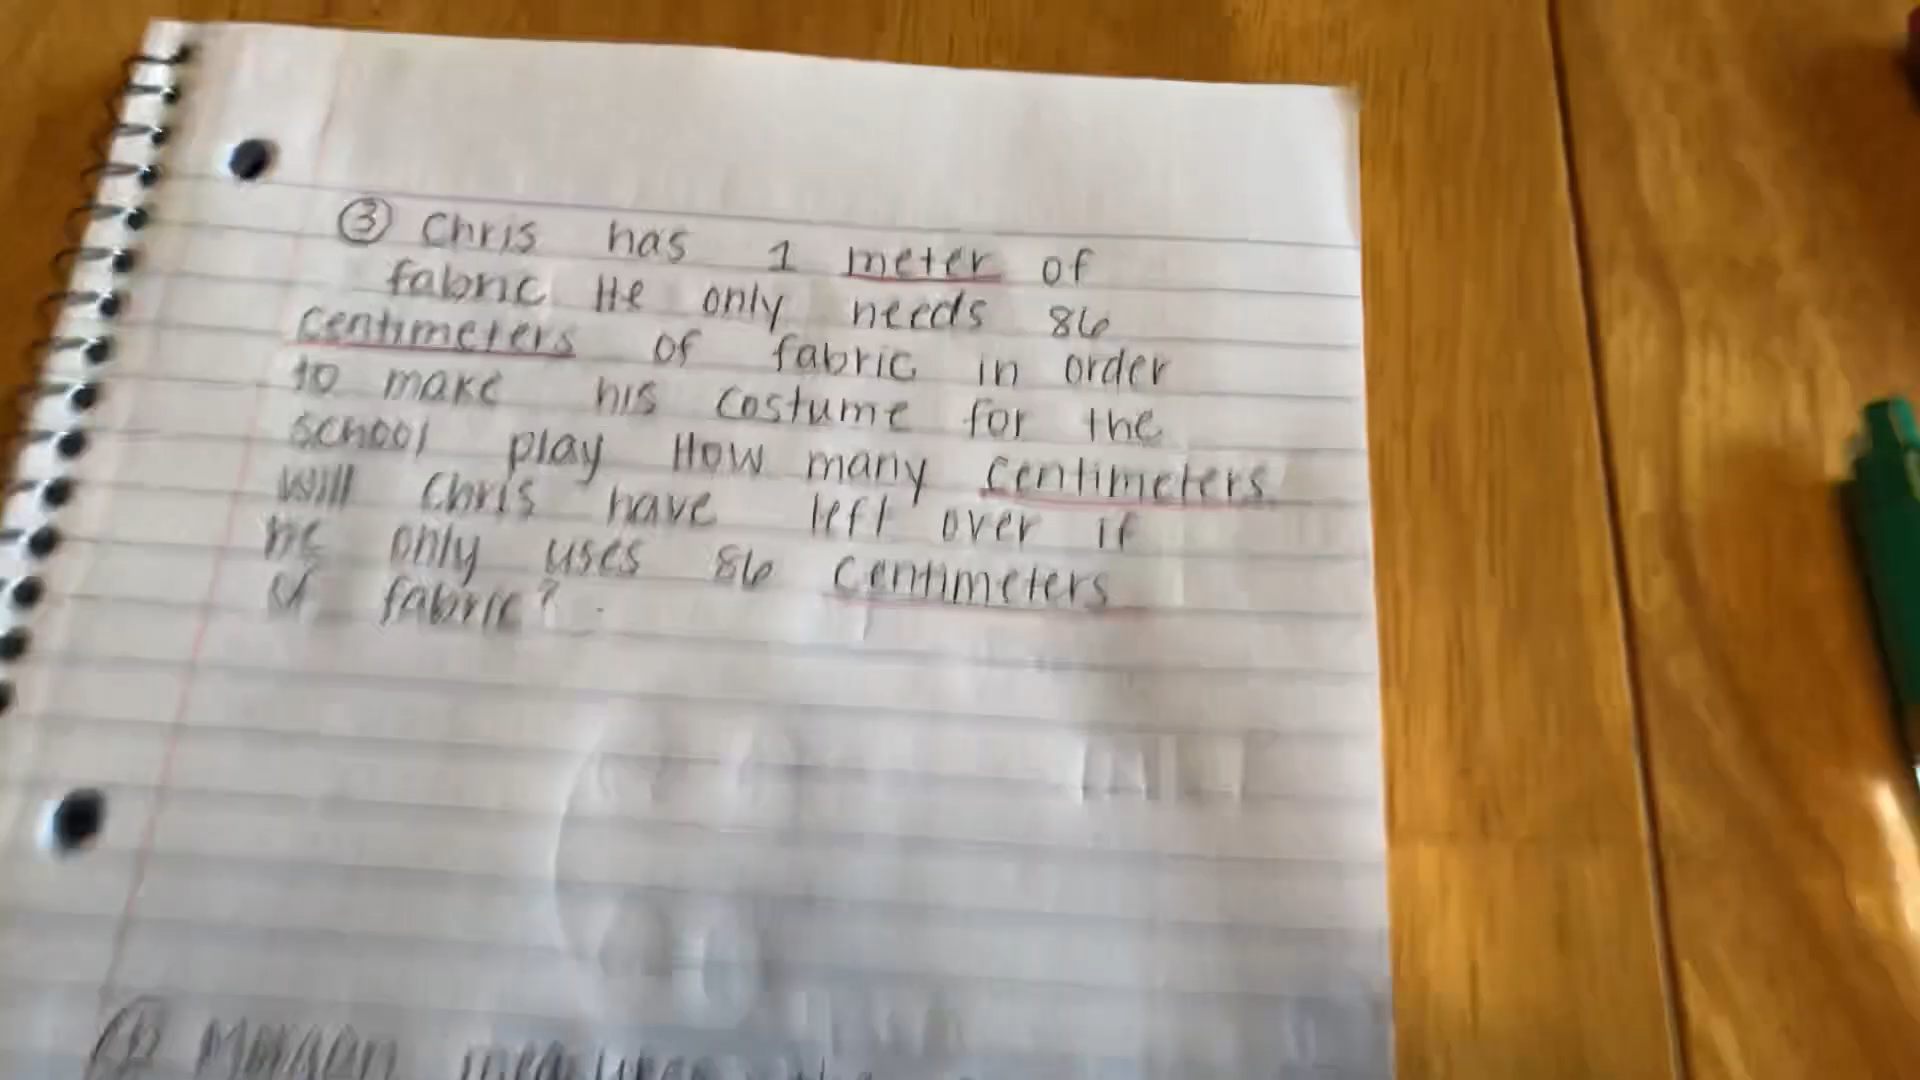 ③ Chris has 1 meter of
fabric He only needs 86
centimeters of fabric in order
to make his costume for the
school play How many centimeters
will Chris have left over if
he only uses 86 centimeters
of fabric?